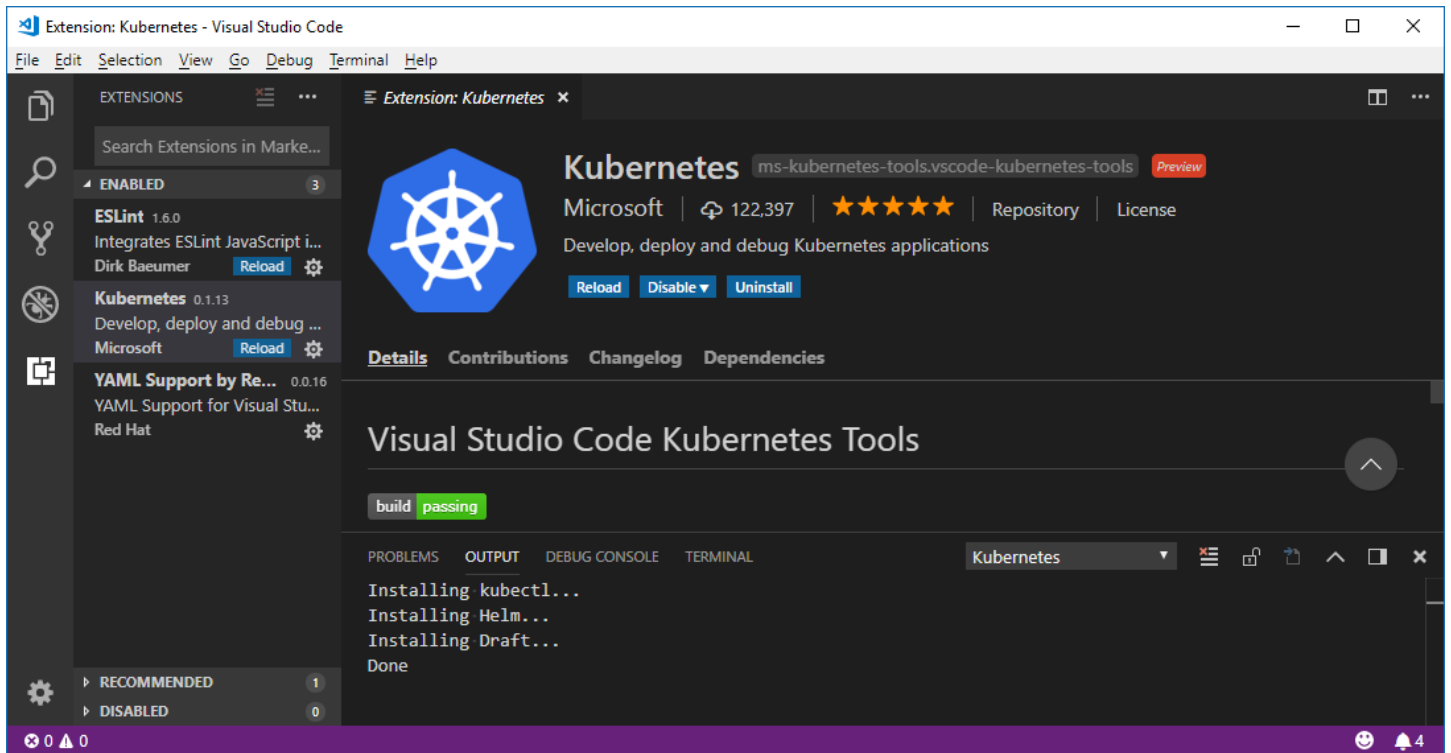 Extension: Kubernetes - Visual Studio Code
File Edit Selection View Go Debug Terminal Help
EXTENSIONS
Search Extensions in Marke...
ENABLED 3
ESLint 1.6.0
Integrates ESLint JavaScript i...
Dirk Baeumer Reload
Kubernetes 0.1.13
Develop, deploy and debug ...
Microsoft Reload
YAML Support by Re... 0.0.16
YAML Support for Visual Stu...
Red Hat
RECOMMENDED 1
DISABLED 0
Extension: Kubernetes
Kubernetes ms-kubernetes-tools.vscode-kubernetes-tools Preview
Microsoft 122,397 Repository License
Develop, deploy and debug Kubernetes applications
Reload Disable Uninstall
Details Contributions Changelog Dependencies
Visual Studio Code Kubernetes Tools
build passing
PROBLEMS OUTPUT DEBUG CONSOLE TERMINAL Kubernetes
Installing kubectl...
Installing Helm...
Installing Draft...
Done
0 0 4